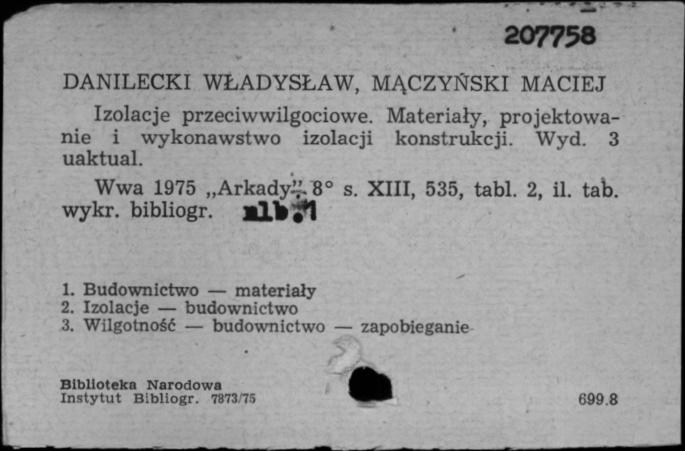 207758
DANILECKI WŁADYSŁAW, MĄCZYŃSKI MACIEJ
Izolacje przeciwwilgociowe. Materiały, projektowa-
nie i wykonawstwo izolacji konstrukcji. Wyd. 3
uaktual.
Wwa 1975 „Arkady”. 8° s. XIII, 535, tabl. 2, il. tab.
wykr. bibliogr. nlb.1
1. Budownictwo — materiały
2. Izolacje — budownictwo
3. Wilgotność — budownictwo — zapobieganie
Biblioteka Narodowa
Instytut Bibliogr. 7873/75 699.8